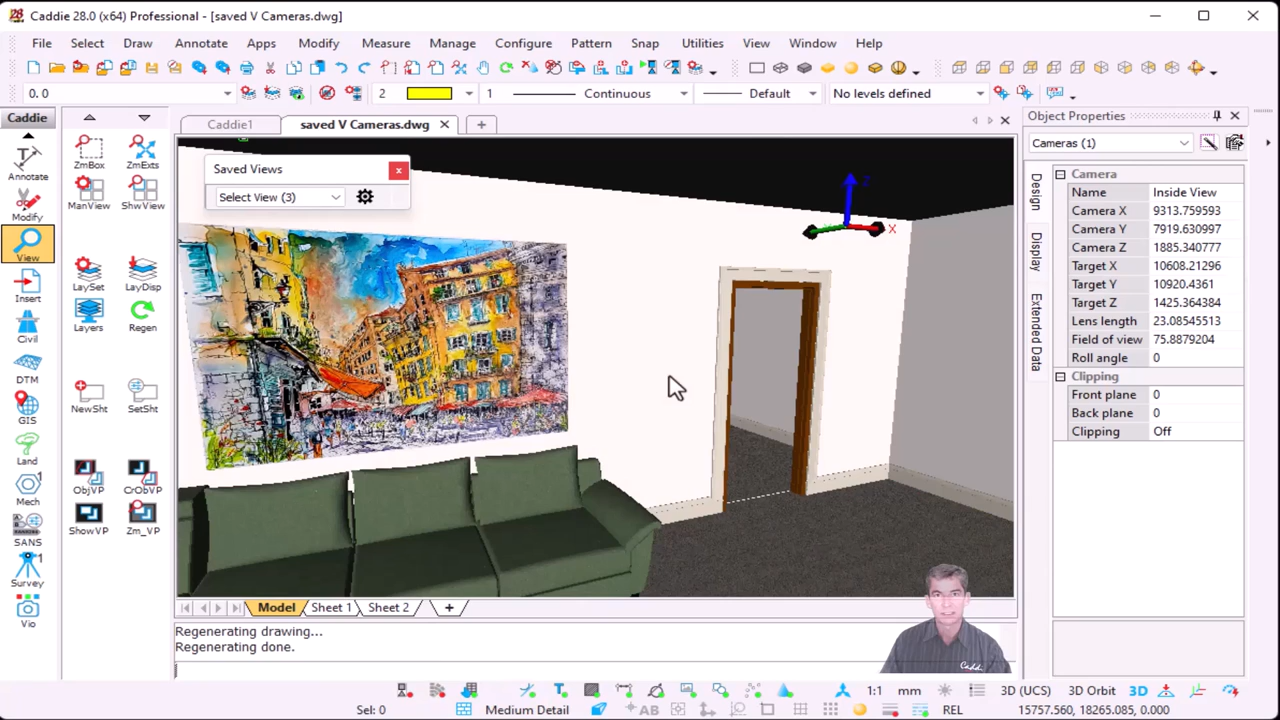 Caddie 28.0 (x64) Professional - [saved V Cameras.dwg]
File Select Draw Annotate Apps Modify Measure Manage Configure Pattern Snap Utilities View Window Help
0. 0 2 1 Continuous Default No levels defined
Caddie
Annotate
Modify
View
Insert
Civil
DTM
GIS
Land
Mech
SANS
Survey
Vio
ZmBox ZmExts
ManView ShwView
LaySet LayDisp
Layers Regen
NewSht SetSht
ObjVP CrObVP
ShowVP Zm_VP
Caddie1 saved V Cameras.dwg
Saved Views
Select View (3)
Z
X
Model Sheet 1 Sheet 2
Regenerating drawing...
Regenerating done.
Caddie
Object Properties
Cameras (1)
Design
Display
Extended Data
Camera
Name Inside View
Camera X 9313.759593
Camera Y 7919.630997
Camera Z 1885.340777
Target X 10608.21296
Target Y 10920.4361
Target Z 1425.364384
Lens length 23.08545513
Field of view 75.8879204
Roll angle 0
Clipping
Front plane 0
Back plane 0
Clipping Off
1:1 mm 3D (UCS) 3D Orbit 3D
Sel: 0 Medium Detail AB REL 15757.560, 18265.085, 0.000